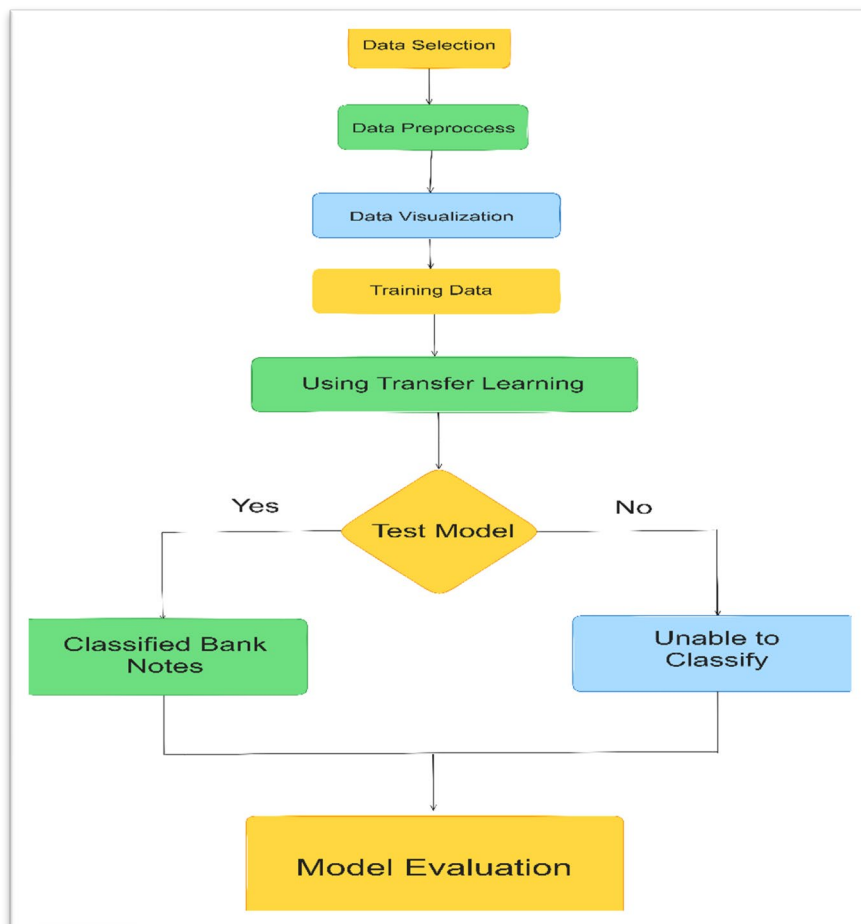 Data Selection
Data Preproccess
Data Visualization
Training Data
Using Transfer Learning
Yes
No
Test Model
Classified Bank
Notes
Unable to
Classify
Model Evaluation